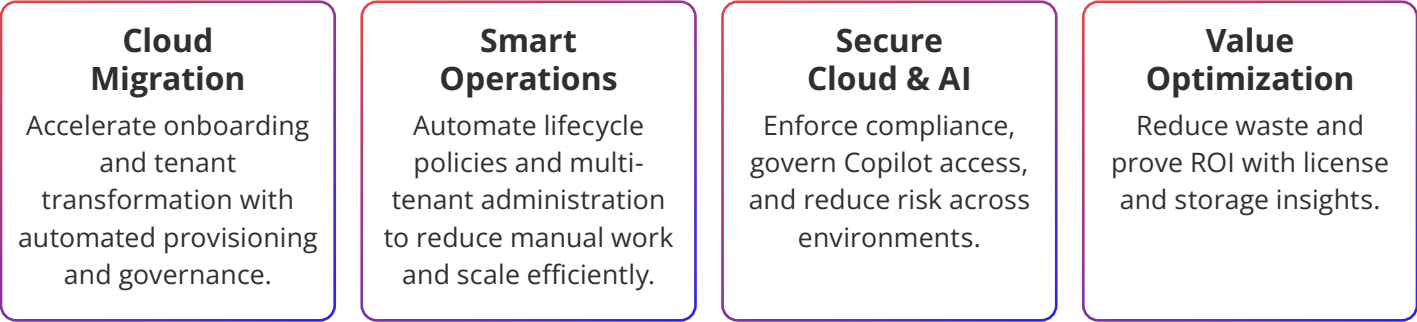 Cloud
Migration
Accelerate onboarding
and tenant
transformation with
automated provisioning
and governance.
Smart
Operations
Automate lifecycle
policies and multi-
tenant administration
to reduce manual work
and scale efficiently.
Secure
Cloud & AI
Enforce compliance,
govern Copilot access,
and reduce risk across
environments.
Value
Optimization
Reduce waste and
prove ROI with license
and storage insights.